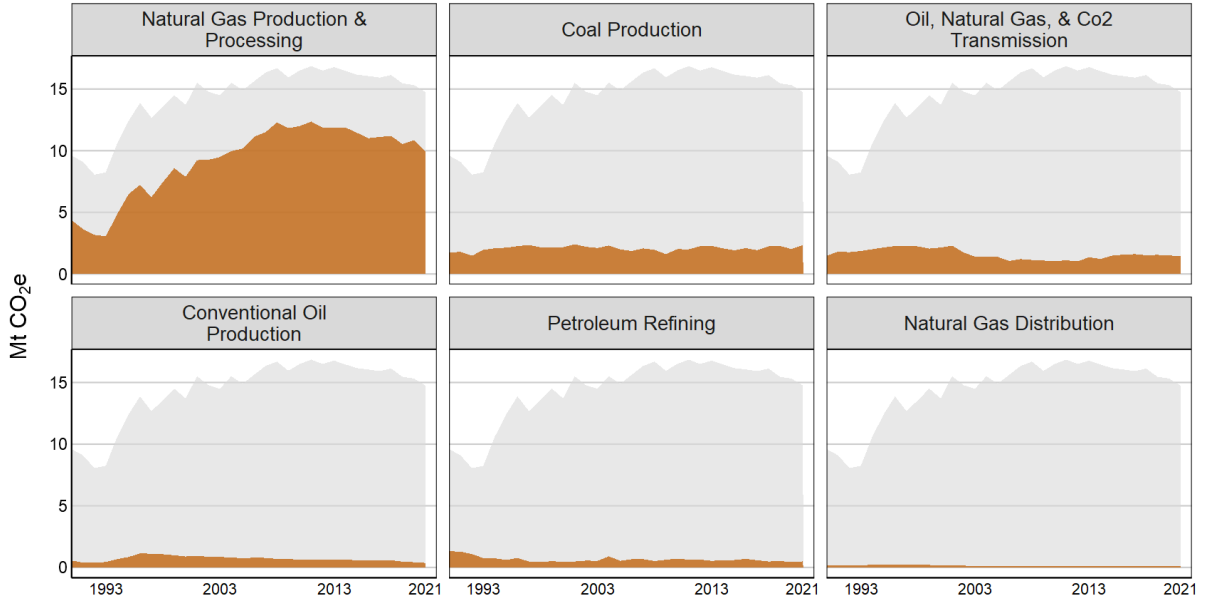 Natural Gas Production &
Processing
Coal Production
Oil, Natural Gas, & Co2
Transmission
15
10
5
0
Mt CO₂e
Conventional Oil
Production
Petroleum Refining
Natural Gas Distribution
15
10
5
0
1993 2003 2013 2021
1993 2003 2013 2021
1993 2003 2013 2021